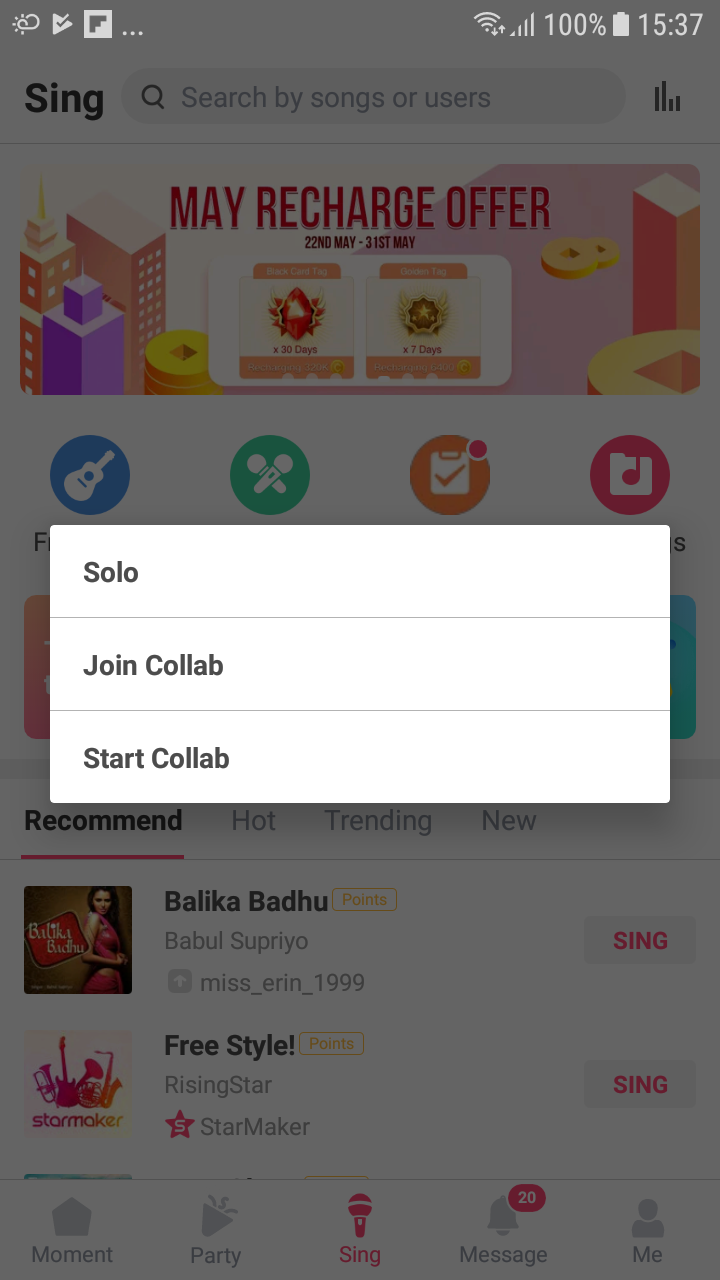 ... 100% 15:37
Sing
Search by songs or users
MAY RECHARGE OFFER
22ND MAY - 31ST MAY
Black Card Tag
Golden Tag
x 30 Days
x 7 Days
Solo
Join Collab
Start Collab
Recommend Hot Trending New
Balika Badhu Points
Babul Supriyo
miss_erin_1999
SING
Balika
Badhu
Free Style! Points
RisingStar
StarMaker
SING
starmaker
20
Moment Party Sing Message Me